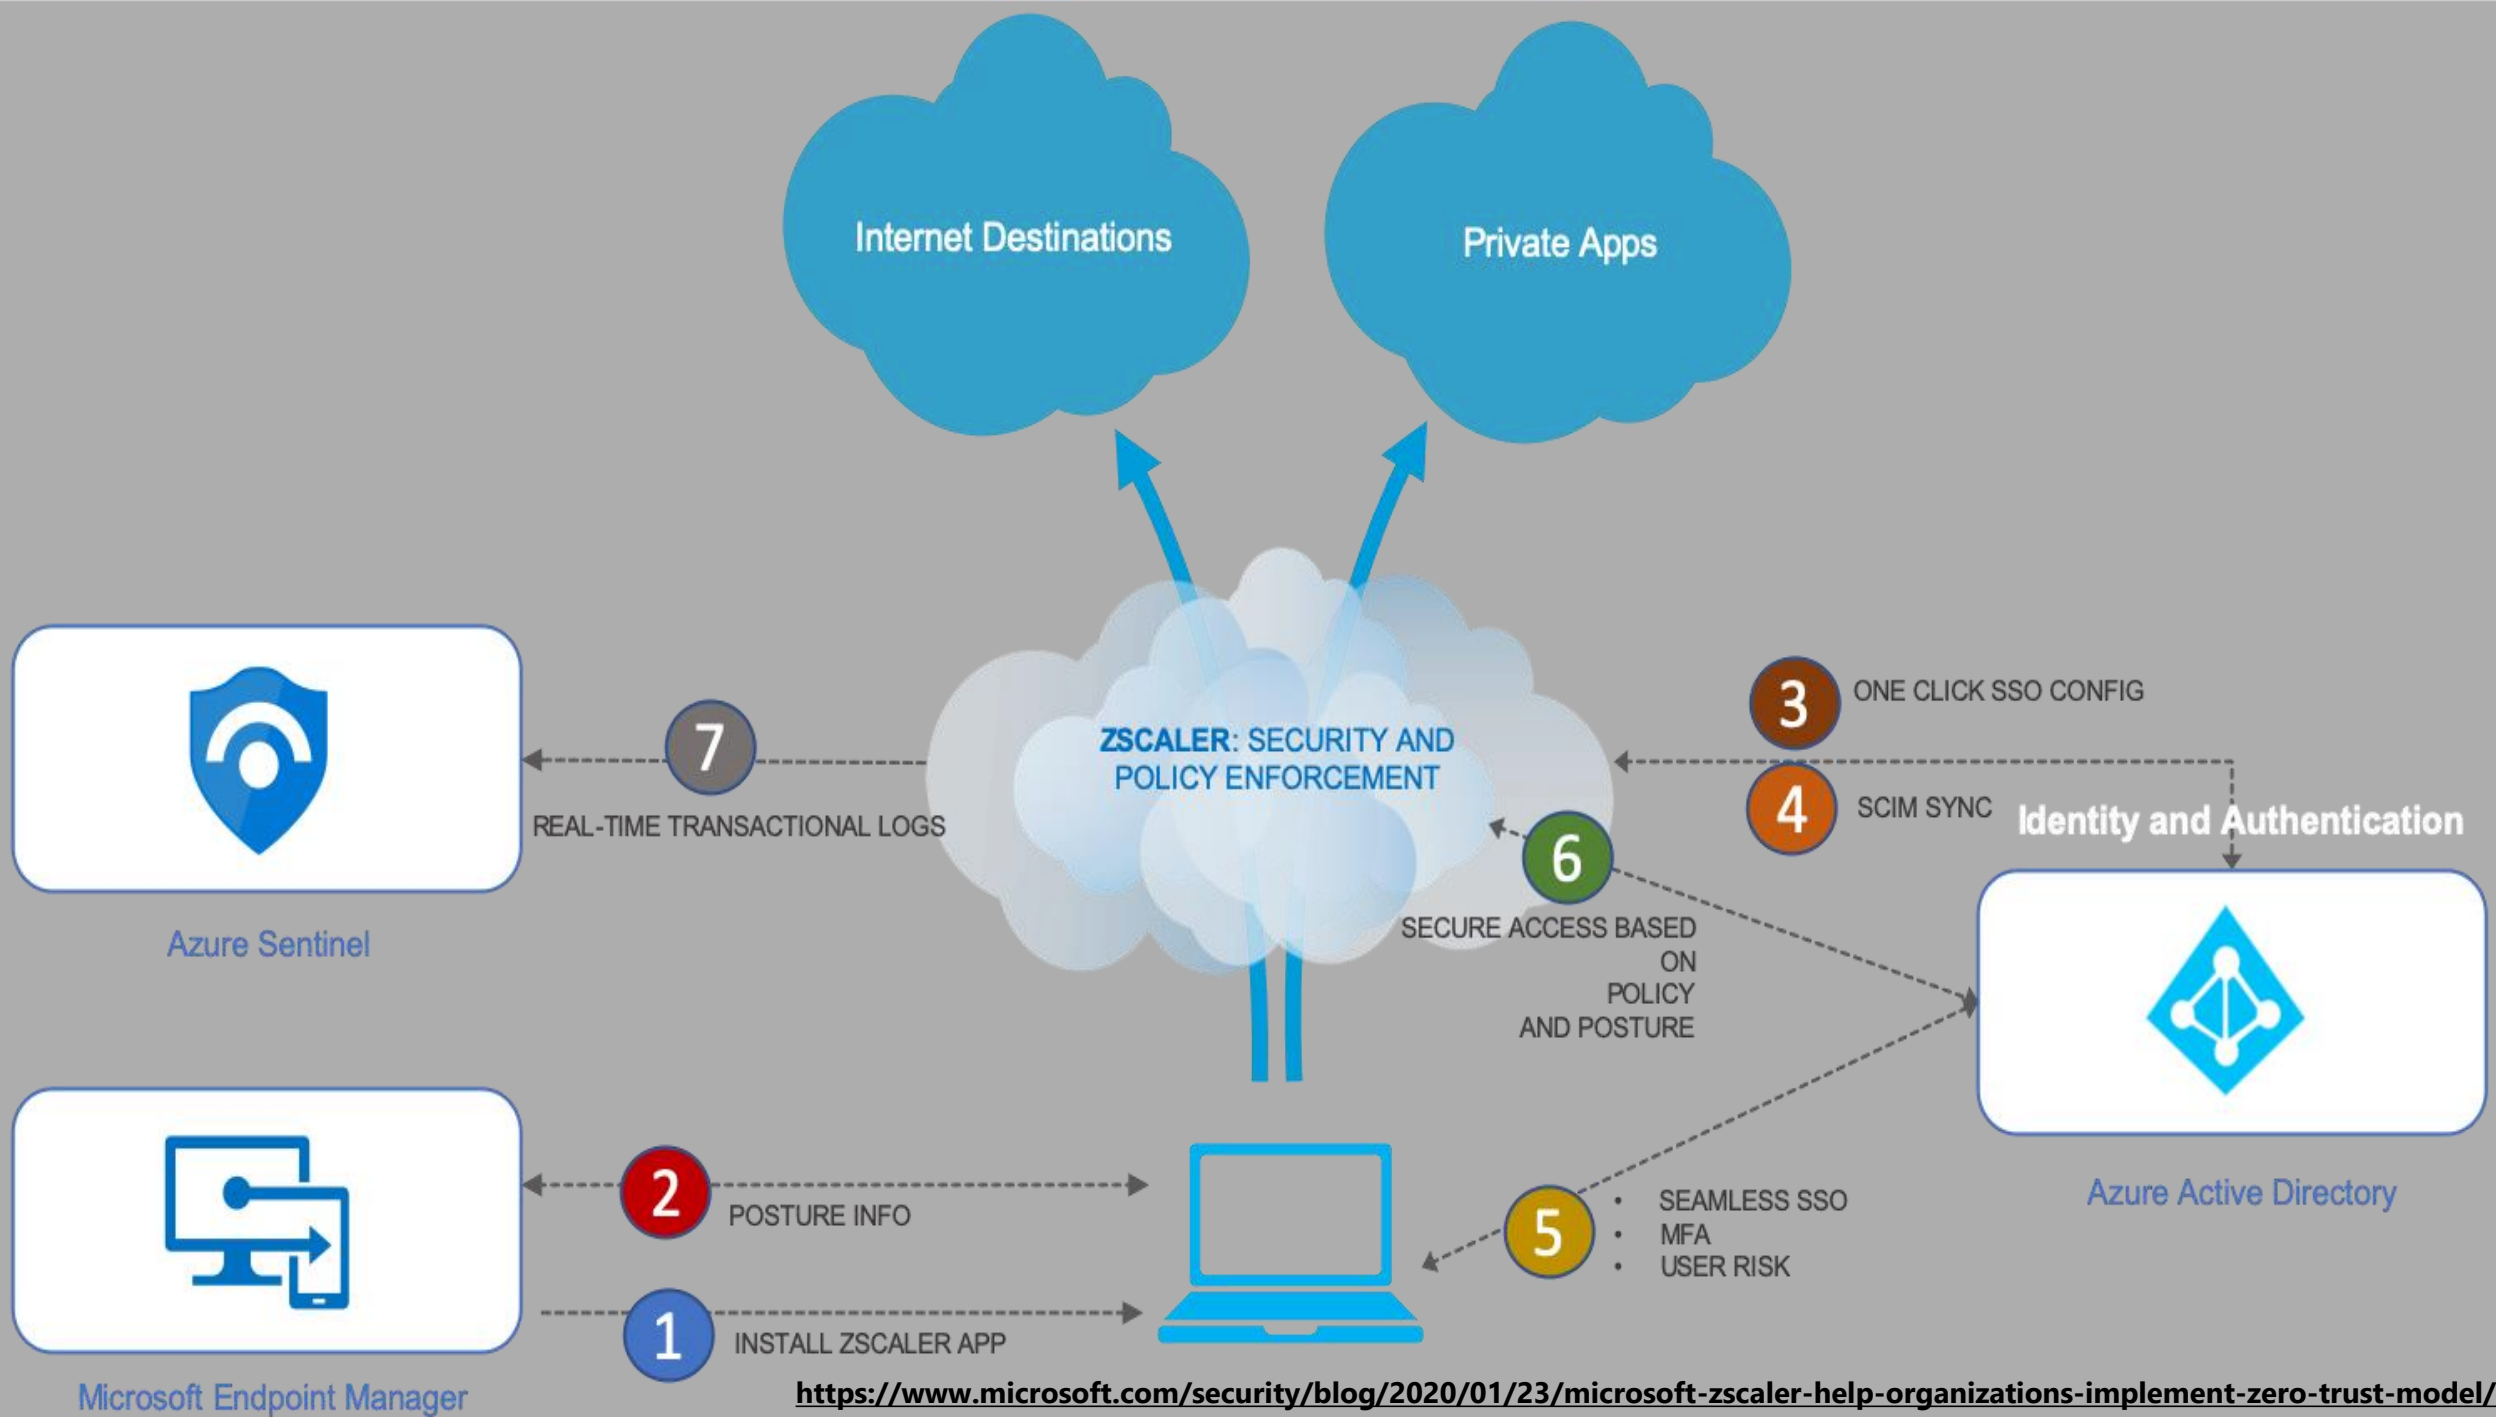 Internet Destinations
Private Apps
ZSCALER: SECURITY AND
POLICY ENFORCEMENT
7
REAL-TIME TRANSACTIONAL LOGS
Azure Sentinel
3
ONE CLICK SSO CONFIG
4
SCIM SYNC
Identity and Authentication
6
SECURE ACCESS BASED
ON
POLICY
AND POSTURE
Azure Active Directory
2
POSTURE INFO
5
• SEAMLESS SSO
• MFA
• USER RISK
1
INSTALL ZSCALER APP
Microsoft Endpoint Manager
https://www.microsoft.com/security/blog/2020/01/23/microsoft-zscaler-help-organizations-implement-zero-trust-model/